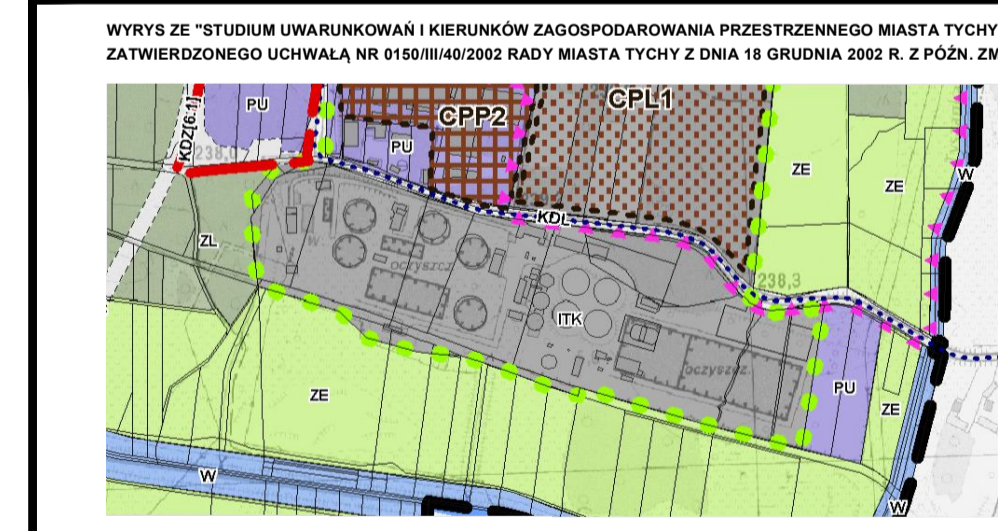 WYRYS ZE "STUDIUM UWARUNKOWAŃ I KIERUNKÓW ZAGOSPODAROWANIA PRZESTRZENNEGO MIASTA TYCHY
ZATWIERDZONEGO UCHWAŁĄ NR 0150/III/40/2002 RADY MIASTA TYCHY Z DNIA 18 GRUDNIA 2002 R. Z PÓŹN. ZM
PU
CPP2
CPL1
KDZ[6.1]
PU
ZE
ZE
W
KDL
ZL
oczyszcz.
238,3
ITK
oczyszcz.
PU
ZE
ZE
W
W